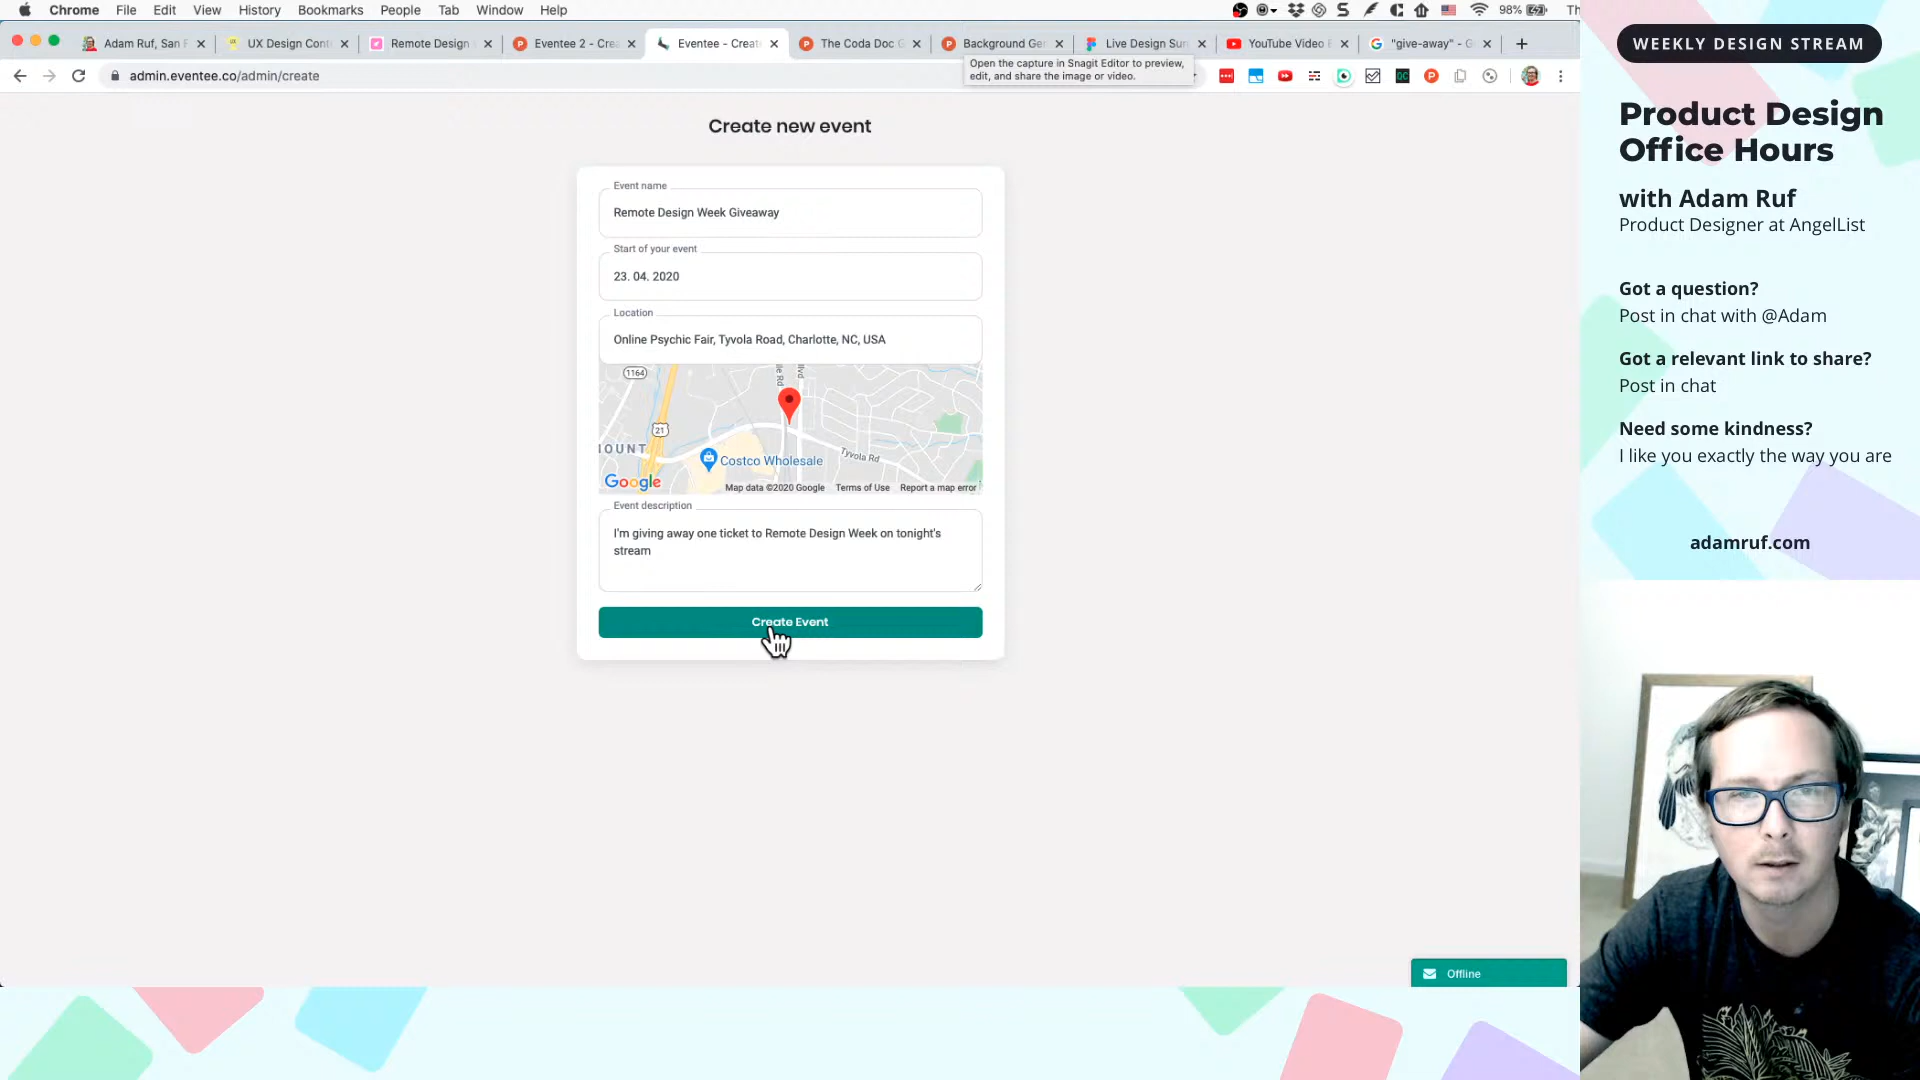 Chrome File Edit View History Bookmarks People Tab Window Help 98% Th
Adam Ruf, San F
UX Design Cont
Remote Design
Eventee 2 - Crea
Eventee - Create
The Coda Doc G
Background Ger
Live Design Sur
YouTube Video E
"give-away" - G
admin.eventee.co/admin/create
Open the capture in Snagit Editor to preview,
edit, and share the image or video.
Create new event
Event name
Remote Design Week Giveaway
Start of your event
23. 04. 2020
Location
Online Psychic Fair, Tyvola Road, Charlotte, NC, USA
1164
21
Costco Wholesale
Tyvola Rd
Google
Map data ©2020 Google Terms of Use Report a map error
Event description
I'm giving away one ticket to Remote Design Week on tonight's
stream
Create Event
Offline
WEEKLY DESIGN STREAM
Product Design
Office Hours
with Adam Ruf
Product Designer at AngelList
Got a question?
Post in chat with @Adam
Got a relevant link to share?
Post in chat
Need some kindness?
I like you exactly the way you are
adamruf.com